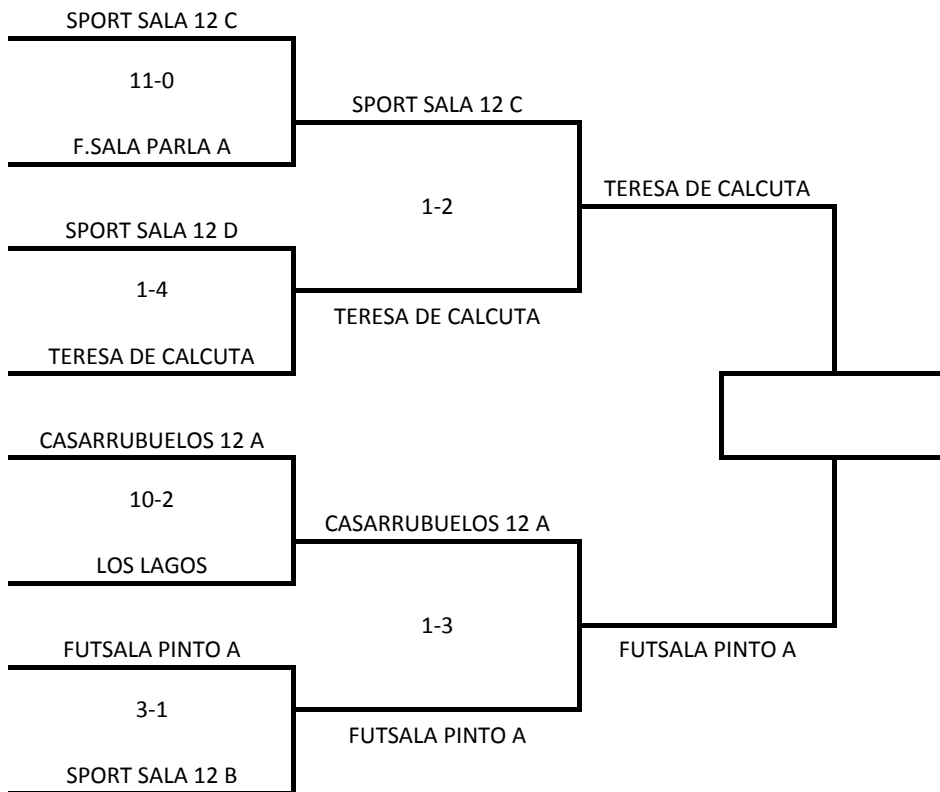 SPORT SALA 12 C
11-0
SPORT SALA 12 C
F.SALA PARLA A
1-2
TERESA DE CALCUTA
SPORT SALA 12 D
1-4
TERESA DE CALCUTA
TERESA DE CALCUTA
CASARRUBUELOS 12 A
10-2
CASARRUBUELOS 12 A
LOS LAGOS
1-3
FUTSALA PINTO A
FUTSALA PINTO A
3-1
FUTSALA PINTO A
SPORT SALA 12 B